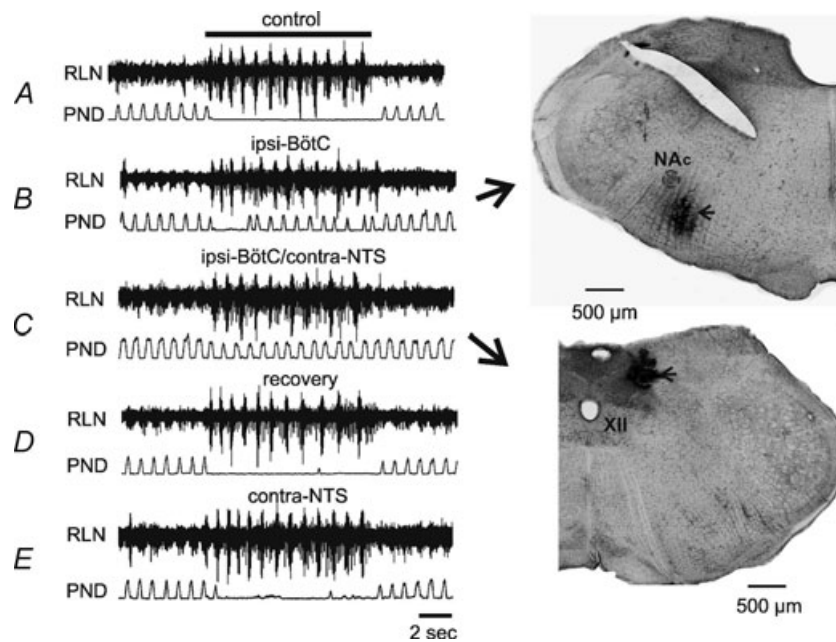 control
A
RLN
PND
ipsi-BötC
B
RLN
PND
ipsi-BötC/contra-NTS
C
RLN
PND
recovery
D
RLN
PND
contra-NTS
E
RLN
PND
2 sec
NAc
500 µm
XII
500 µm